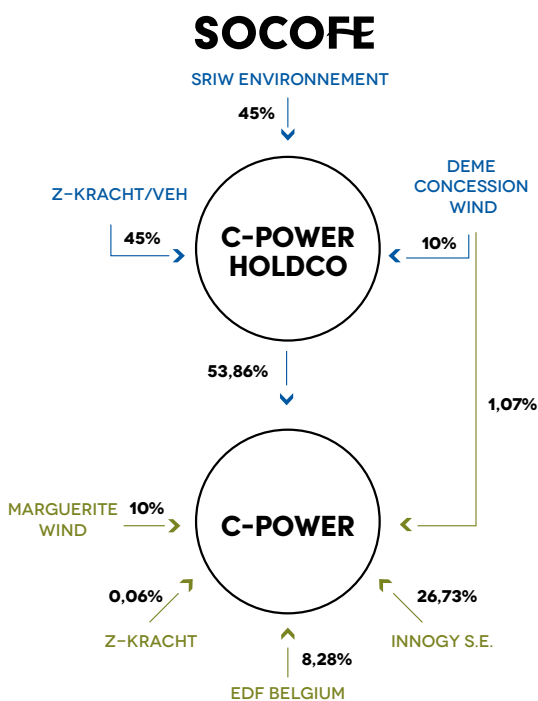 SOCOFE
SRIW ENVIRONNEMENT
45%
Z-KRACHT/VEH
45%
DEME
CONCESSION
WIND
10%
C-POWER
HOLDCO
53,86%
1,07%
MARGUERITE
WIND
10%
C-POWER
0,06%
Z-KRACHT
26,73%
INNOGY S.E.
8,28%
EDF BELGIUM